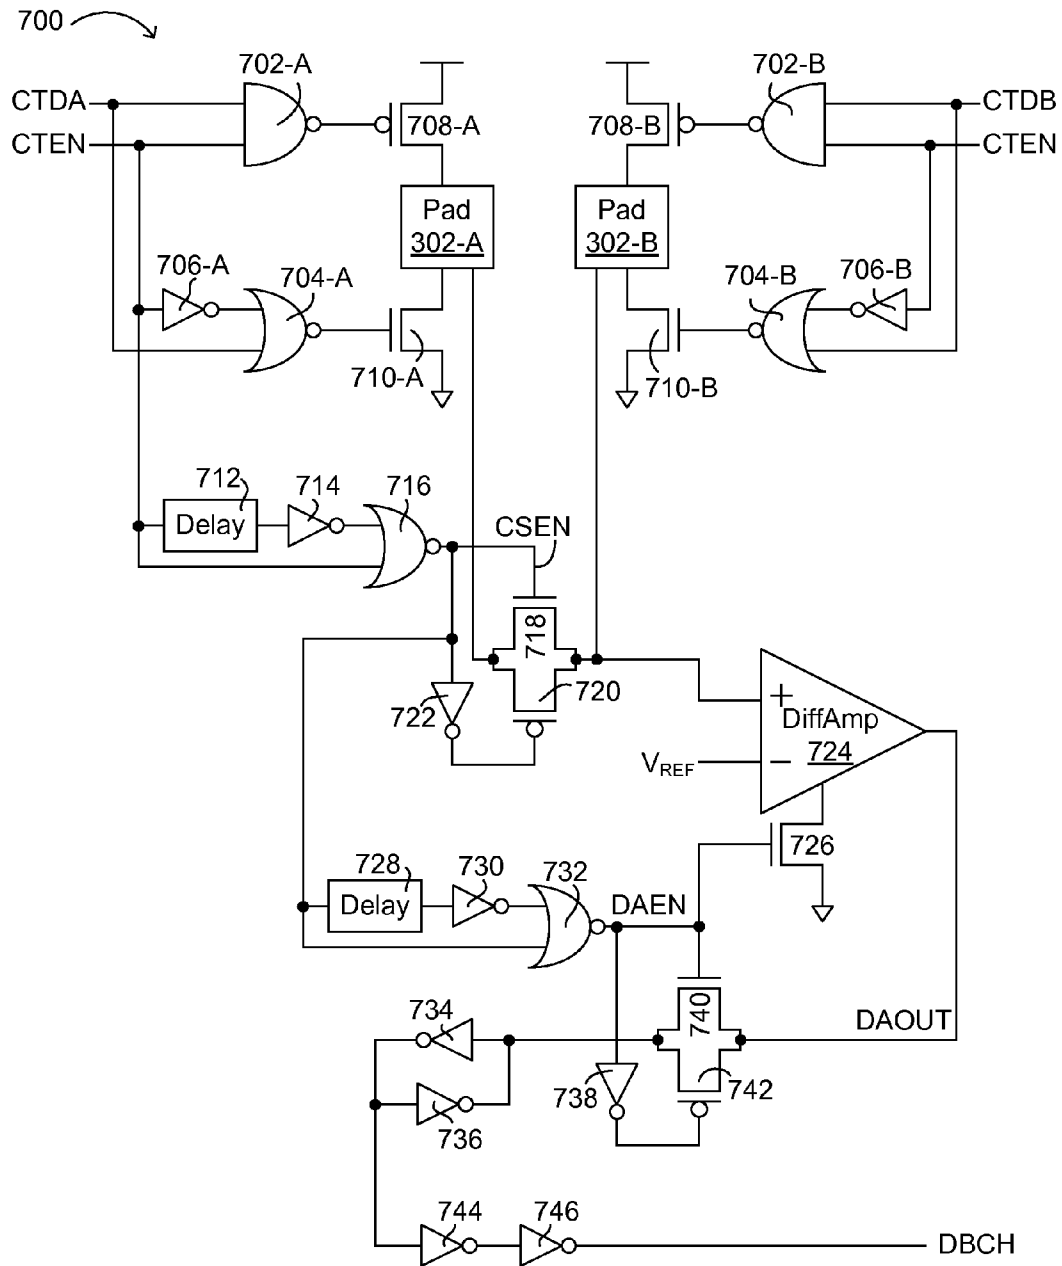 700
702-A
702-B
CTDA
CTDB
CTEN
CTEN
708-A
708-B
Pad
302-A
Pad
302-B
706-A
704-A
704-B
706-B
710-A
710-B
712
714
716
Delay
CSEN
718
720
722
+
DiffAmp
724
VREF
−
726
728
730
732
Delay
DAEN
734
740
DAOUT
736
738
742
744
746
DBCH